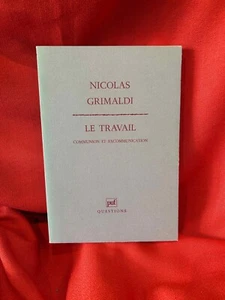 NICOLAS
GRIMALDI
LE TRAVAIL
COMMUNION ET EXCOMMUNICATION
puf
QUESTIONS